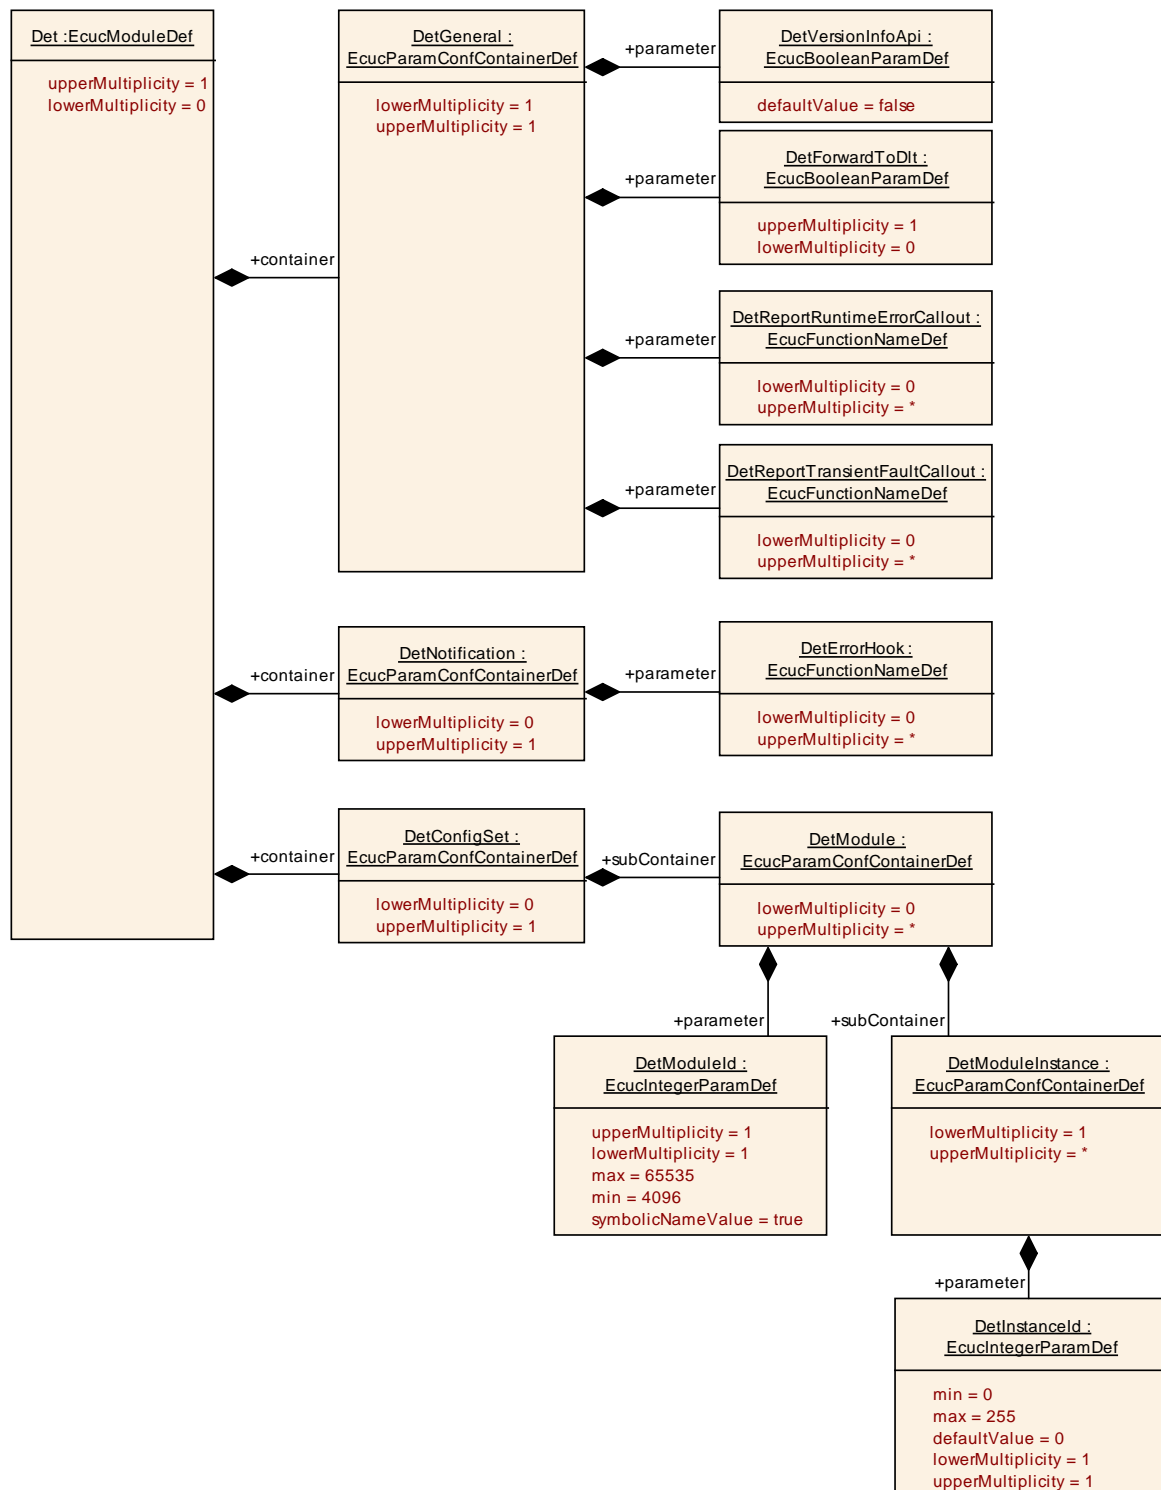 Det :EcucModuleDef
upperMultiplicity = 1
lowerMultiplicity = 0
+container
DetGeneral :
EcucParamConfContainerDef
lowerMultiplicity = 1
upperMultiplicity = 1
+parameter
DetVersionInfoApi :
EcucBooleanParamDef
defaultValue = false
+parameter
DetForwardToDlt :
EcucBooleanParamDef
upperMultiplicity = 1
lowerMultiplicity = 0
+parameter
DetReportRuntimeErrorCallout :
EcucFunctionNameDef
lowerMultiplicity = 0
upperMultiplicity = *
+parameter
DetReportTransientFaultCallout :
EcucFunctionNameDef
lowerMultiplicity = 0
upperMultiplicity = *
+container
DetNotification :
EcucParamConfContainerDef
lowerMultiplicity = 0
upperMultiplicity = 1
+parameter
DetErrorHook :
EcucFunctionNameDef
lowerMultiplicity = 0
upperMultiplicity = *
+container
DetConfigSet :
EcucParamConfContainerDef
lowerMultiplicity = 0
upperMultiplicity = 1
+subContainer
DetModule :
EcucParamConfContainerDef
lowerMultiplicity = 0
upperMultiplicity = *
+parameter
DetModuleId :
EcucIntegerParamDef
upperMultiplicity = 1
lowerMultiplicity = 1
max = 65535
min = 4096
symbolicNameValue = true
+subContainer
DetModuleInstance :
EcucParamConfContainerDef
lowerMultiplicity = 1
upperMultiplicity = *
+parameter
DetInstanceId :
EcucIntegerParamDef
min = 0
max = 255
defaultValue = 0
lowerMultiplicity = 1
upperMultiplicity = 1